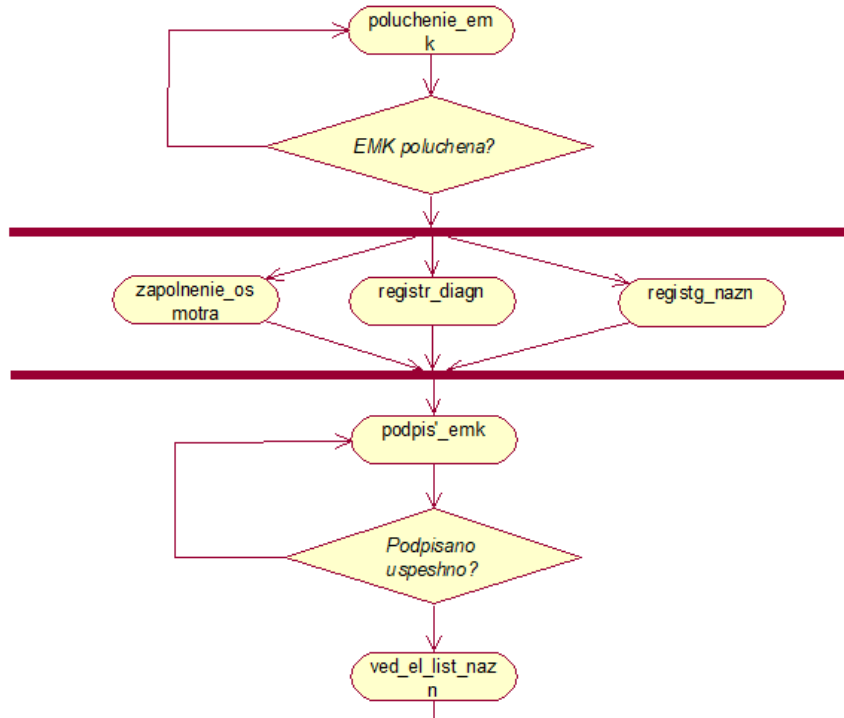 poluchenie_em
k
EMK poluchena?
zapolnenie_os
motra
registr_diagn
registg_nazn
podpis'_emk
Podpisano
uspeshno?
ved_el_list_naz
n